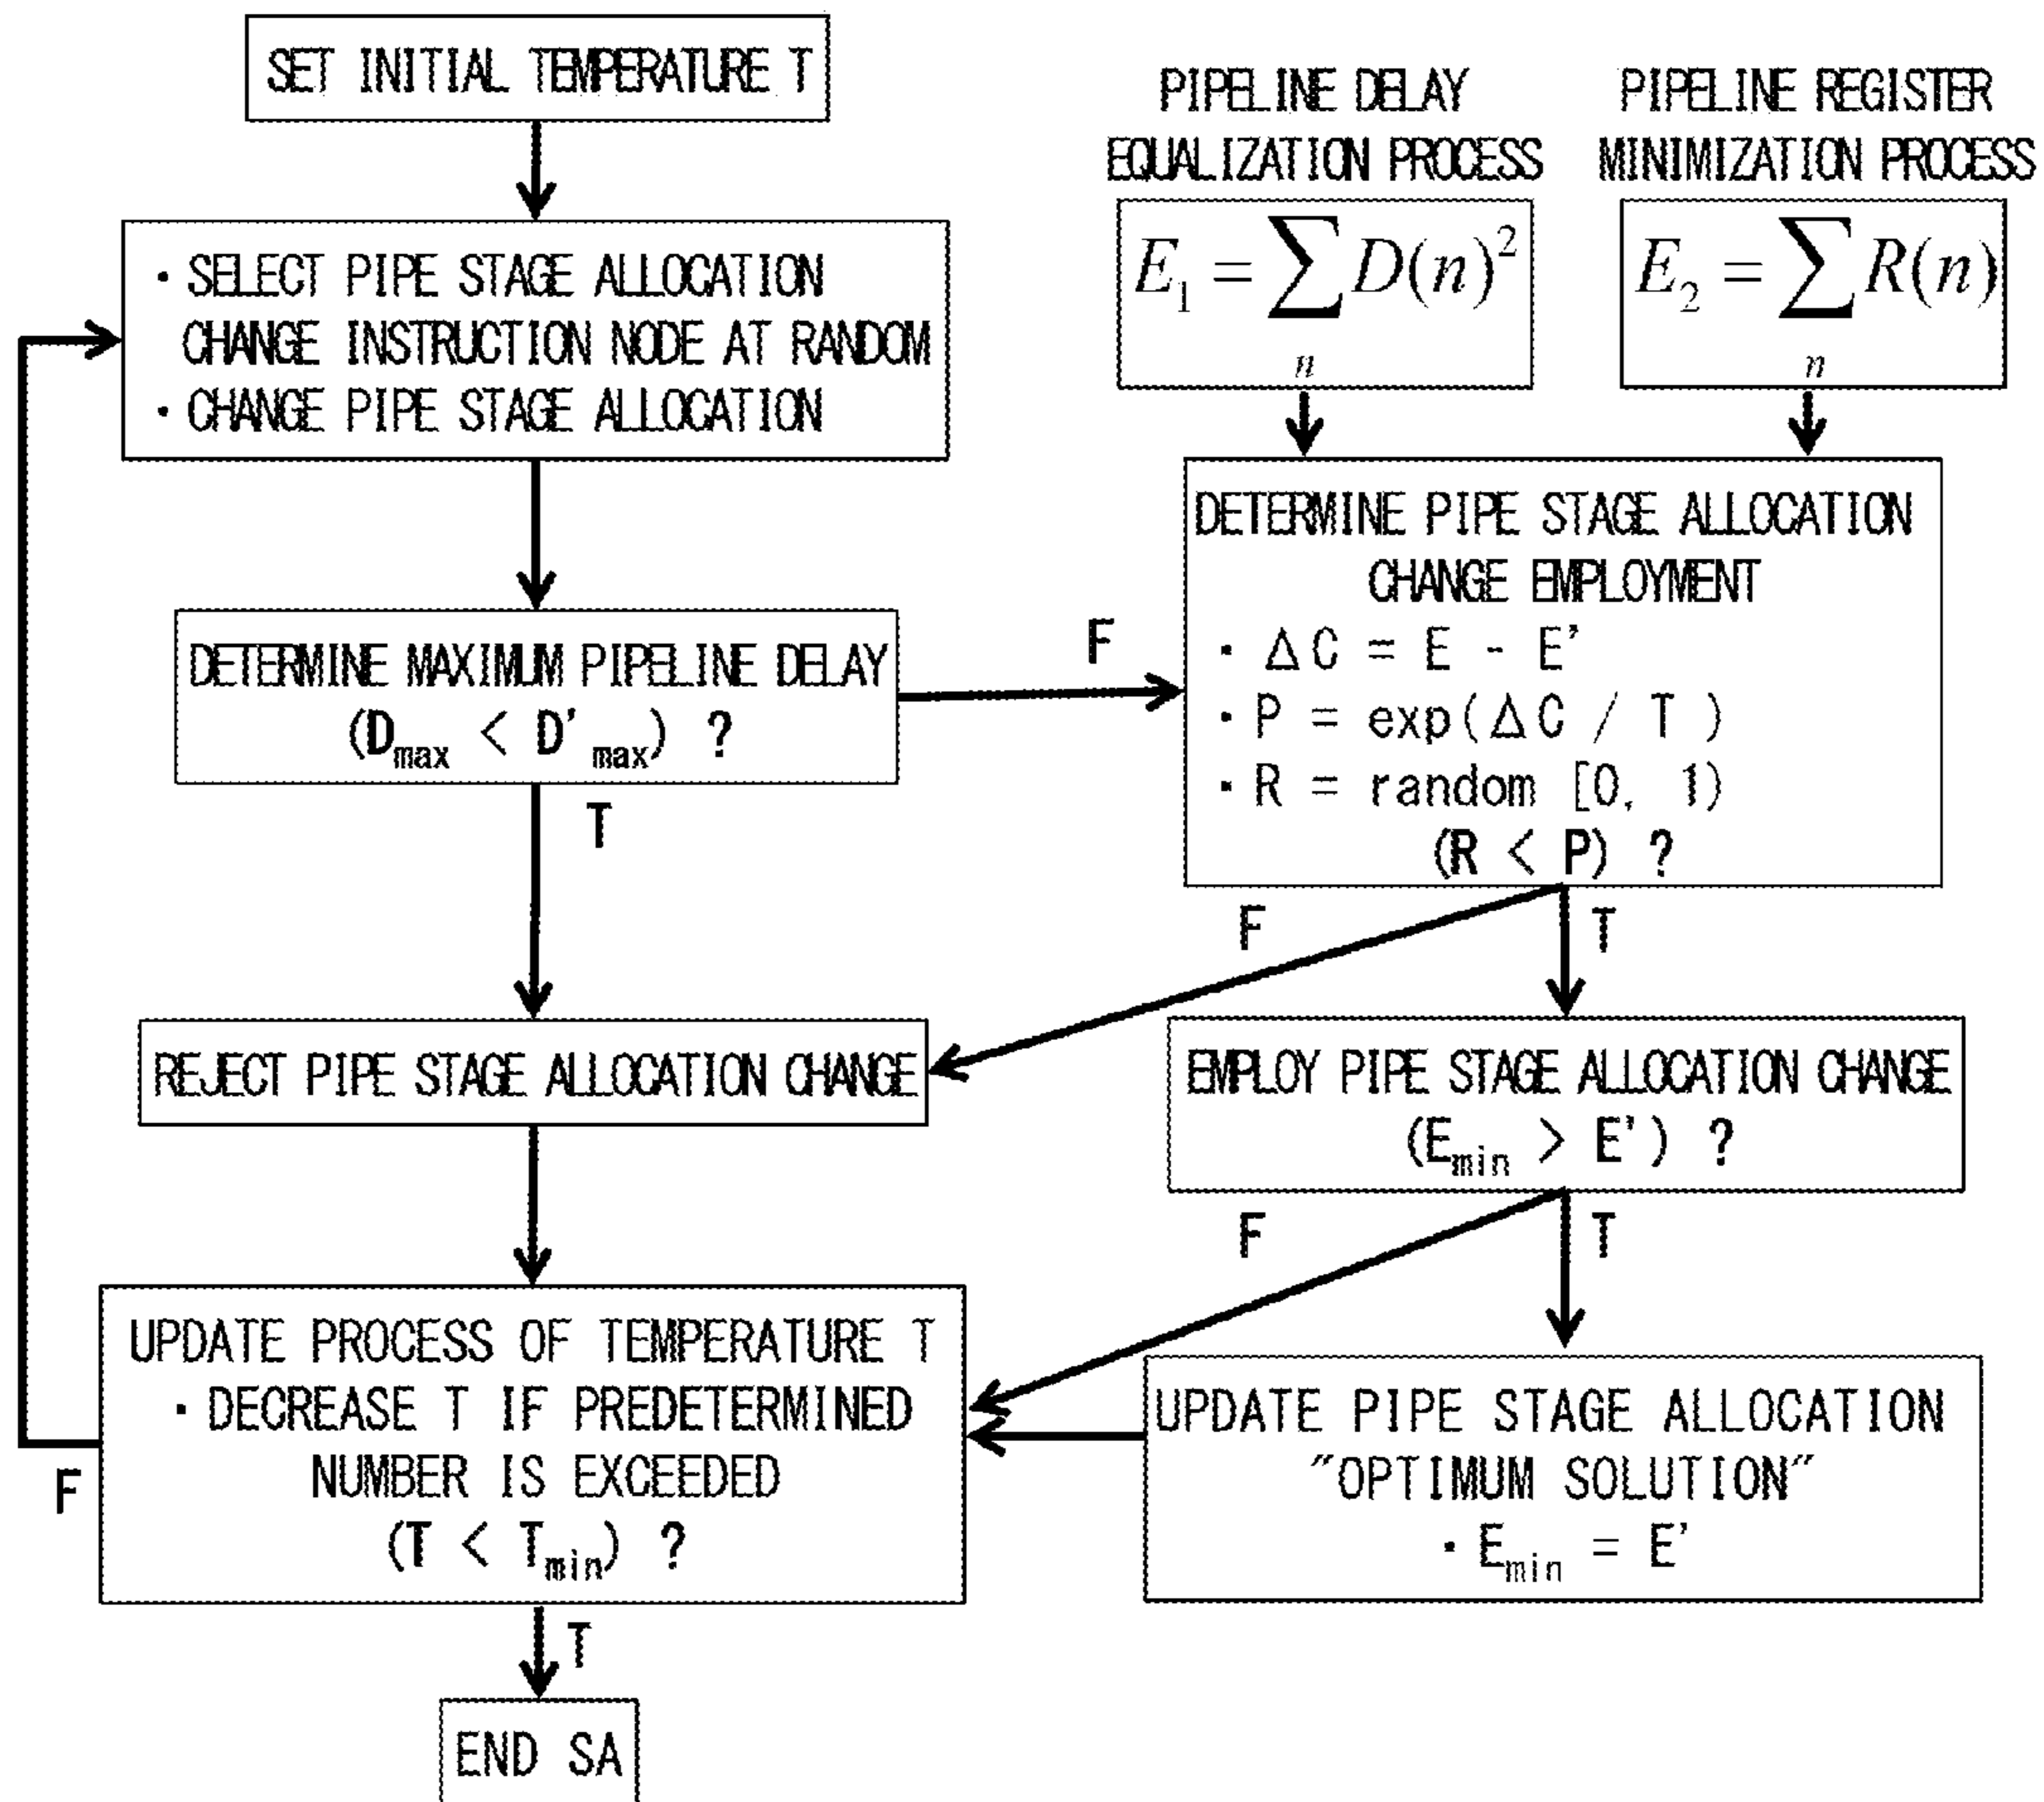 SET INITIAL TEMPERATURE T
PIPELINE DELAY
EQUALIZATION PROCESS
PIPELINE REGISTER
MINIMIZATION PROCESS
E₁ = ∑ D(n)²
n
E₂ = ∑ R(n)
n
・SELECT PIPE STAGE ALLOCATION
CHANGE INSTRUCTION NODE AT RANDOM
・CHANGE PIPE STAGE ALLOCATION
DETERMINE MAXIMUM PIPELINE DELAY
(Dmax < D'max) ?
F
T
DETERMINE PIPE STAGE ALLOCATION
CHANGE EMPLOYMENT
・ΔC = E - E'
・P = exp(ΔC / T )
・R = random [0, 1)
(R < P) ?
F
T
REJECT PIPE STAGE ALLOCATION CHANGE
EMPLOY PIPE STAGE ALLOCATION CHANGE
(Emin > E') ?
F
T
UPDATE PROCESS OF TEMPERATURE T
・DECREASE T IF PREDETERMINED
NUMBER IS EXCEEDED
(T < Tmin) ?
F
T
UPDATE PIPE STAGE ALLOCATION
"OPTIMUM SOLUTION"
・Emin = E'
END SA